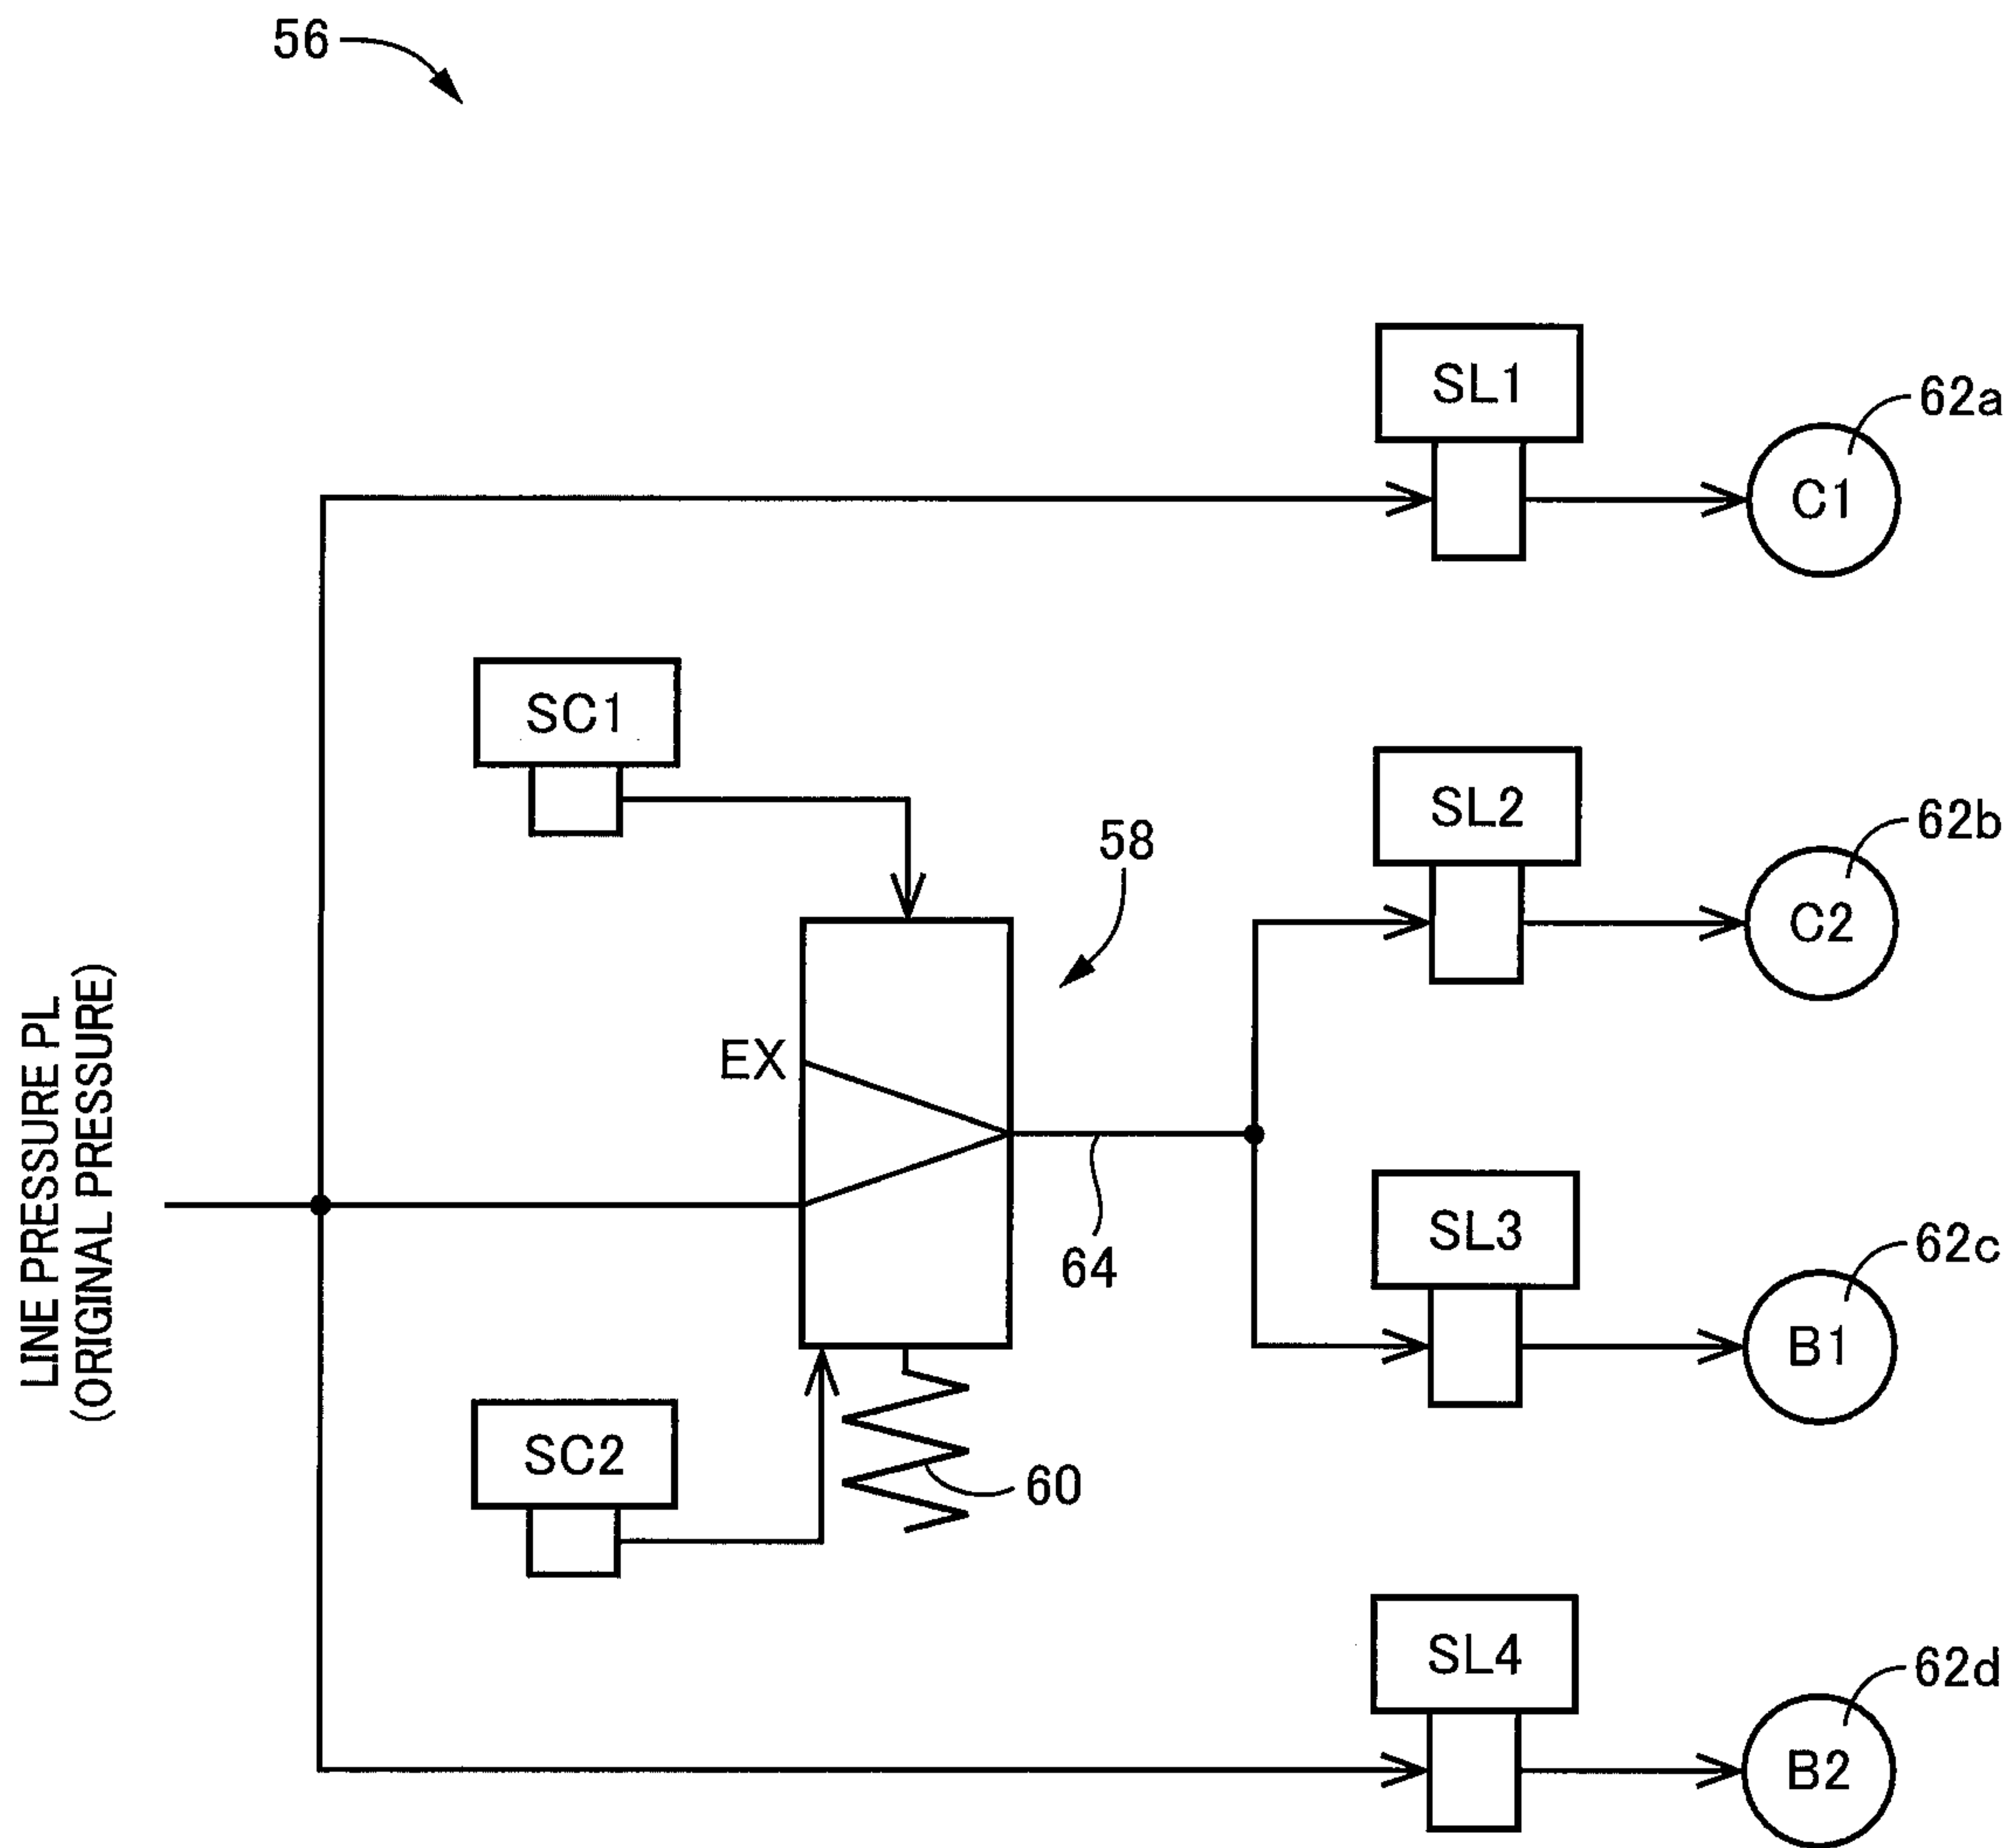 56
SL1
62a
C1
SC1
SL2
62b
58
C2
EX
LINE PRESSURE PL
(ORIGINAL PRESSURE)
SL3
62c
64
B1
SC2
60
SL4
62d
B2